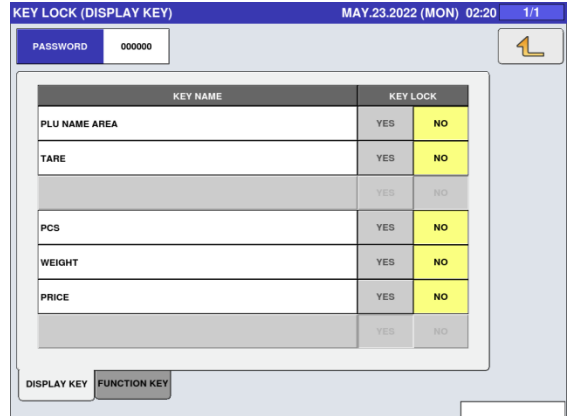 KEY LOCK (DISPLAY KEY) MAY.23.2022 (MON) 02:20 1/1
PASSWORD 000000
KEY NAME KEY LOCK
PLU NAME AREA YES NO
TARE YES NO
YES NO
PCS YES NO
WEIGHT YES NO
PRICE YES NO
YES NO
DISPLAY KEY FUNCTION KEY